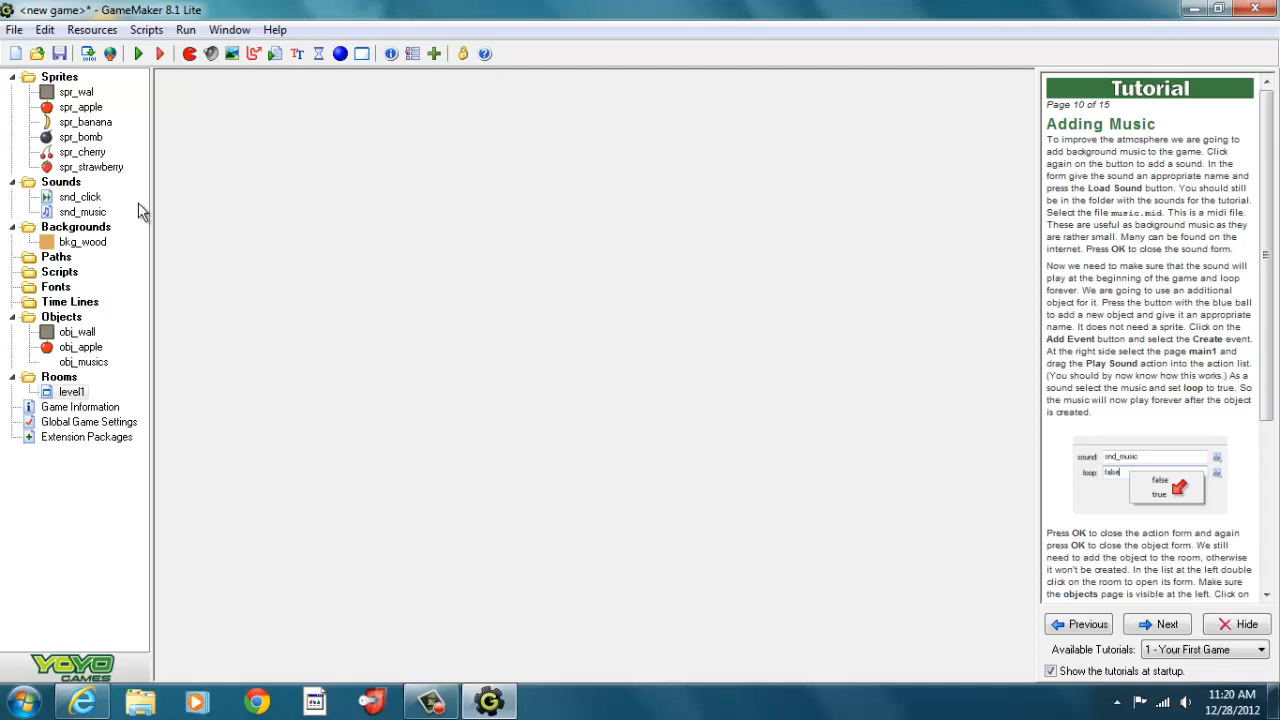 <new game>* - GameMaker 8.1 Lite
File Edit Resources Scripts Run Window Help
Sprites
spr_wal
spr_apple
spr_banana
spr_bomb
spr_cherry
spr_strawberry
Sounds
snd_click
snd_music
Backgrounds
bkg_wood
Paths
Scripts
Fonts
Time Lines
Objects
obj_wall
obj_apple
obj_musics
Rooms
level1
Game Information
Global Game Settings
Extension Packages
YOYO
GAMES
Tutorial
Page 10 of 15
Adding Music
To improve the atmosphere we are going to
add background music to the game. Click
again on the button to add a sound. In the
form give the sound an appropriate name and
press the Load Sound button. You should still
be in the folder with the sounds for the tutorial.
Select the file music.mid. This is a midi file.
These are useful as background music as they
are rather small. Many can be found on the
internet. Press OK to close the sound form.
Now we need to make sure that the sound will
play at the beginning of the game and loop
forever. We are going to use an additional
object for it. Press the button with the blue ball
to add a new object and give it an appropriate
name. It does not need a sprite. Click on the
Add Event button and select the Create event.
At the right side select the page main1 and
drag the Play Sound action into the action list.
(You should by now know how this works.) As a
sound select the music and set loop to true. So
the music will now play forever after the object
is created.
sound: snd_music
loop: false
false
true
Press OK to close the action form and again
press OK to close the object form. We still
need to add the object to the room, otherwise
it won't be created. In the list at the left double
click on the room to open its form. Make sure
the objects page is visible at the left. Click on
Previous Next Hide
Available Tutorials: 1 - Your First Game
Show the tutorials at startup.
11:20 AM
12/28/2012